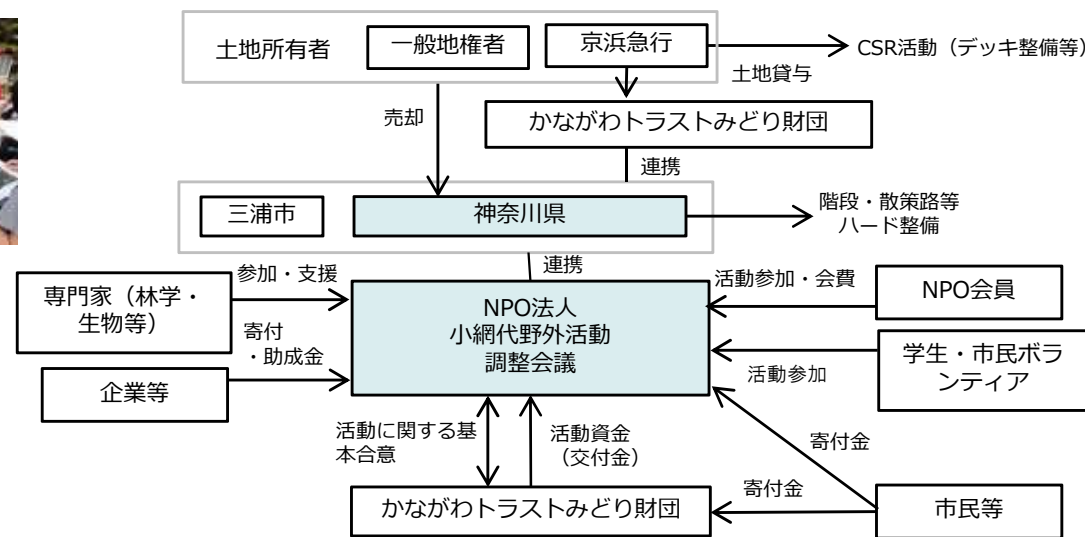 土地所有者
一般地権者
京浜急行
CSR活動（デッキ整備等）
土地貸与
売却
かながわトラストみどり財団
連携
三浦市
神奈川県
階段・散策路等
ハード整備
連携
参加・支援
専門家（林学・
生物等）
寄付
・助成金
企業等
NPO法人
小網代野外活動
調整会議
活動参加・会費
NPO会員
学生・市民ボラ
ンティア
活動参加
活動に関する基
本合意
活動資金
（交付金）
寄付金
かながわトラストみどり財団
寄付金
市民等